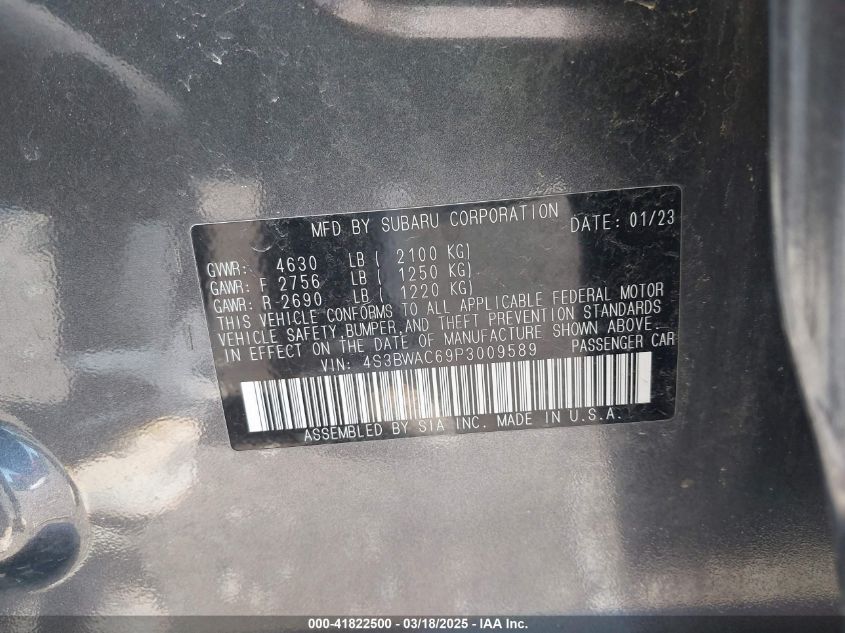 MFD BY SUBARU CORPORATION DATE: 01/23
GVWR: 4630 LB ( 2100 KG)
GAWR: F 2756 LB ( 1250 KG)
GAWR: R 2690 LB ( 1220 KG)
THIS VEHICLE CONFORMS TO ALL APPLICABLE FEDERAL MOTOR
VEHICLE SAFETY, BUMPER, AND THEFT PREVENTION STANDARDS
IN EFFECT ON THE DATE OF MANUFACTURE SHOWN ABOVE.
VIN: 4S3BWAC69P3009589 PASSENGER CAR
ASSEMBLED BY SIA INC. MADE IN U.S.A.
000-41822500 - 03/18/2025 - IAA Inc.